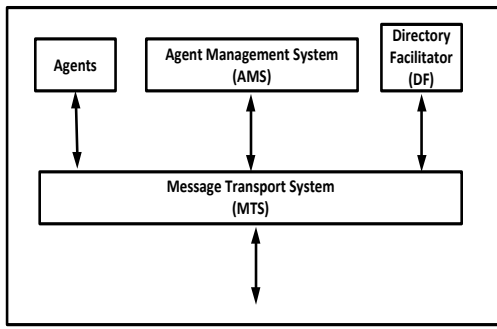 Agents
Agent Management System
(AMS)
Directory
Facilitator
(DF)
Message Transport System
(MTS)